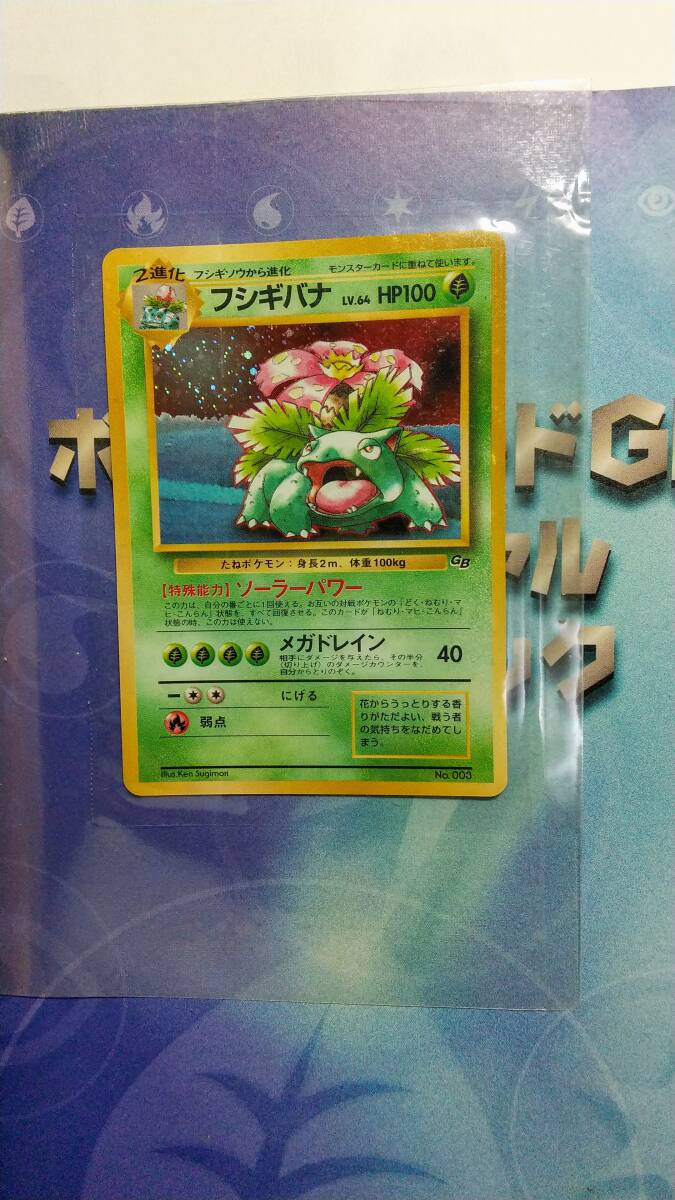 2進化 フシギソウから進化 モンスターカードに重ねて使います。
フシギバナ LV.64 HP100
たねポケモン：身長2m、体重100kg
GB
【特殊能力】ソーラーパワー
この力は、自分の番ごとに1回使える。お互いの対戦ポケモンの「どく・ねむり・マ
ヒ・こんらん」状態を、すべて回復させる。このカードが「ねむり・マヒ・こんらん」
状態の時、この力は使えない。
メガドレイン 40
相手にダメージを与えたら、その半分
（切り上げ）のダメージカウンターを、
自分からとりのぞく。
にげる
弱点
花からうっとりする香
りがただよい、戦う者
の気持ちをなだめてし
まう。
Illus.Ken Sugimori No. 003
ポ ドG
ャル
ック